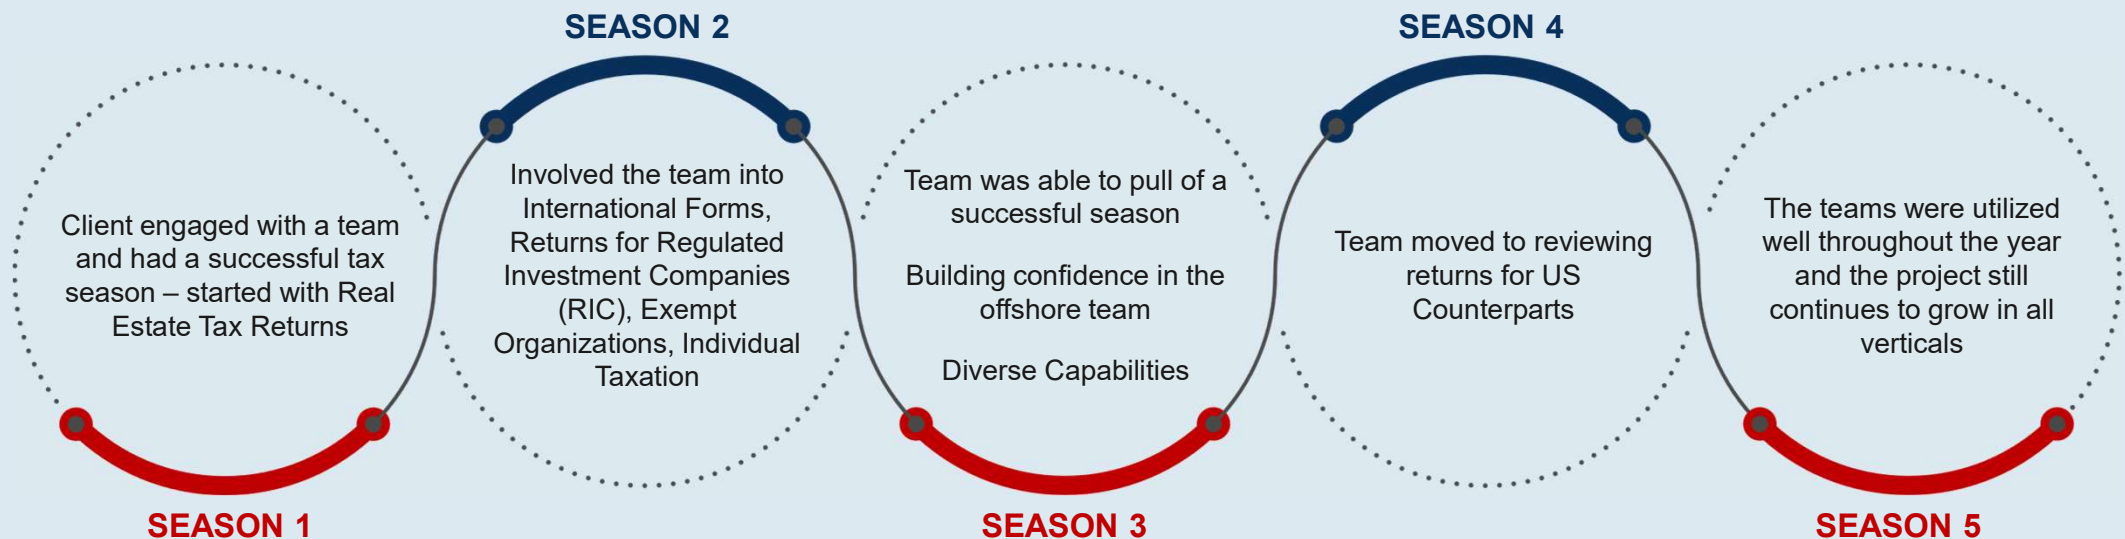 SEASON 1
Client engaged with a team
and had a successful tax
season – started with Real
Estate Tax Returns
SEASON 2
Involved the team into
International Forms,
Returns for Regulated
Investment Companies
(RIC), Exempt
Organizations, Individual
Taxation
SEASON 3
Team was able to pull of a
successful season
Building confidence in the
offshore team
Diverse Capabilities
SEASON 4
Team moved to reviewing
returns for US
Counterparts
SEASON 5
The teams were utilized
well throughout the year
and the project still
continues to grow in all
verticals